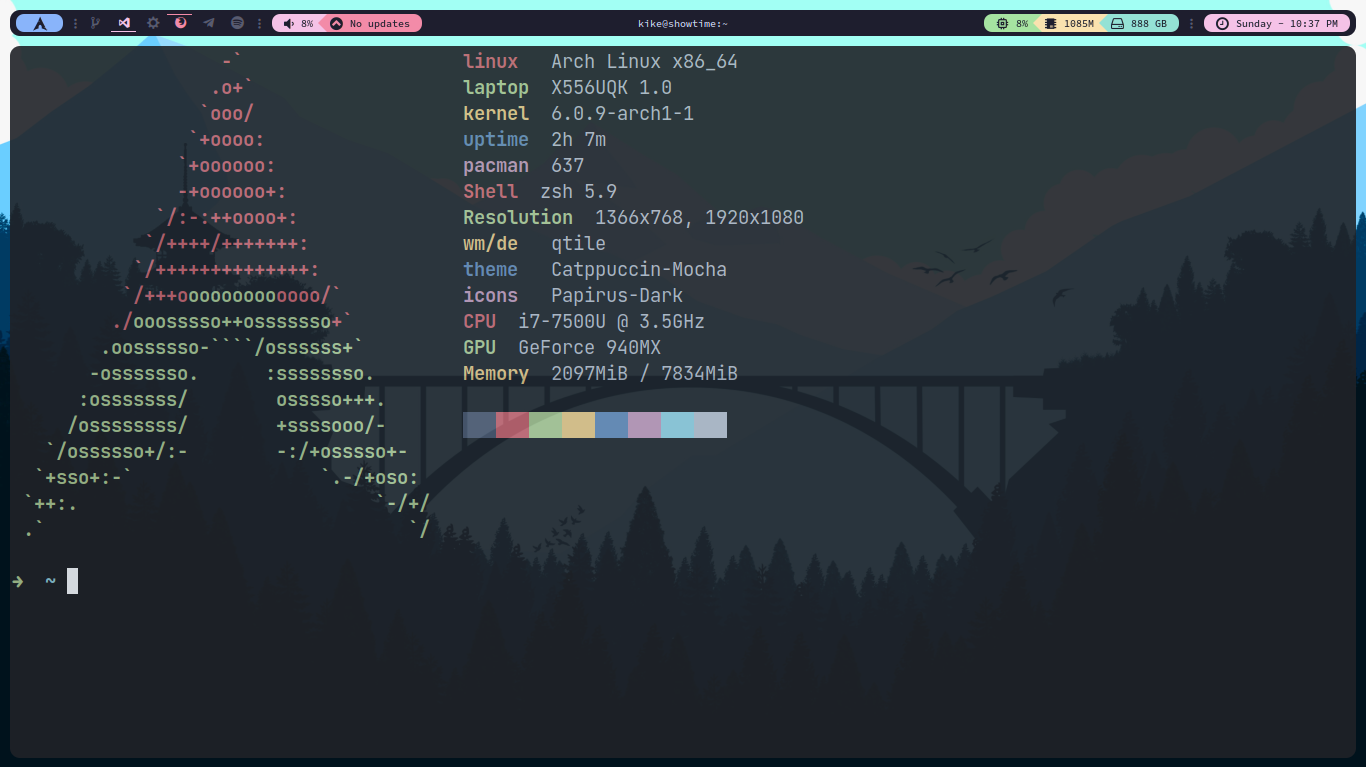 8% No updates k1ke@showtime:~ 8% 1085M 888 GB Sunday - 10:37 PM
-` linux Arch Linux x86_64
.o+` laptop X556UQK 1.0
`ooo/ kernel 6.0.9-arch1-1
`+oooo: uptime 2h 7m
`+oooooo: pacman 637
-+oooooo+: Shell zsh 5.9
`/:-:++oooo+: Resolution 1366x768, 1920x1080
`/++++/+++++++: wm/de qtile
`/++++++++++++++: theme Catppuccin-Mocha
`/+++ooooooooooooo/` icons Papirus-Dark
./ooosssso++osssssso+` CPU i7-7500U @ 3.5GHz
.oossssso-````/ossssss+` GPU GeForce 940MX
-osssssso. :ssssssso. Memory 2097MiB / 7834MiB
:osssssss/ osssso+++.
/ossssssss/ +ssssooo/-
`/ossssso+/:- -:/+osssso+-
`+sso+:-` `.-/+oso:
`++:. `-/+/
.` `/
➜ ~